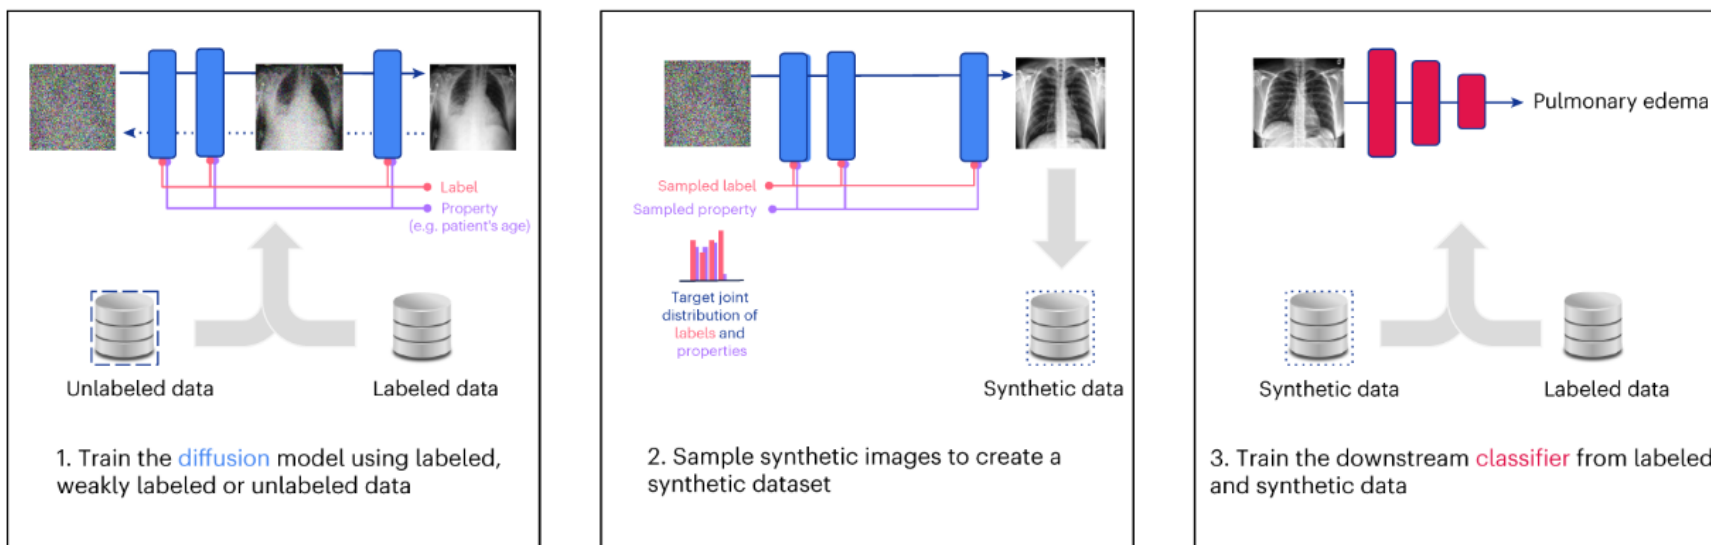 Label
Property
(e.g. patient's age)
Unlabeled data
Labeled data
1. Train the diffusion model using labeled,
weakly labeled or unlabeled data
Sampled label
Sampled property
Target joint
distribution of
labels and
properties
Synthetic data
2. Sample synthetic images to create a
synthetic dataset
Pulmonary edema
Synthetic data
Labeled data
3. Train the downstream classifier from labeled
and synthetic data